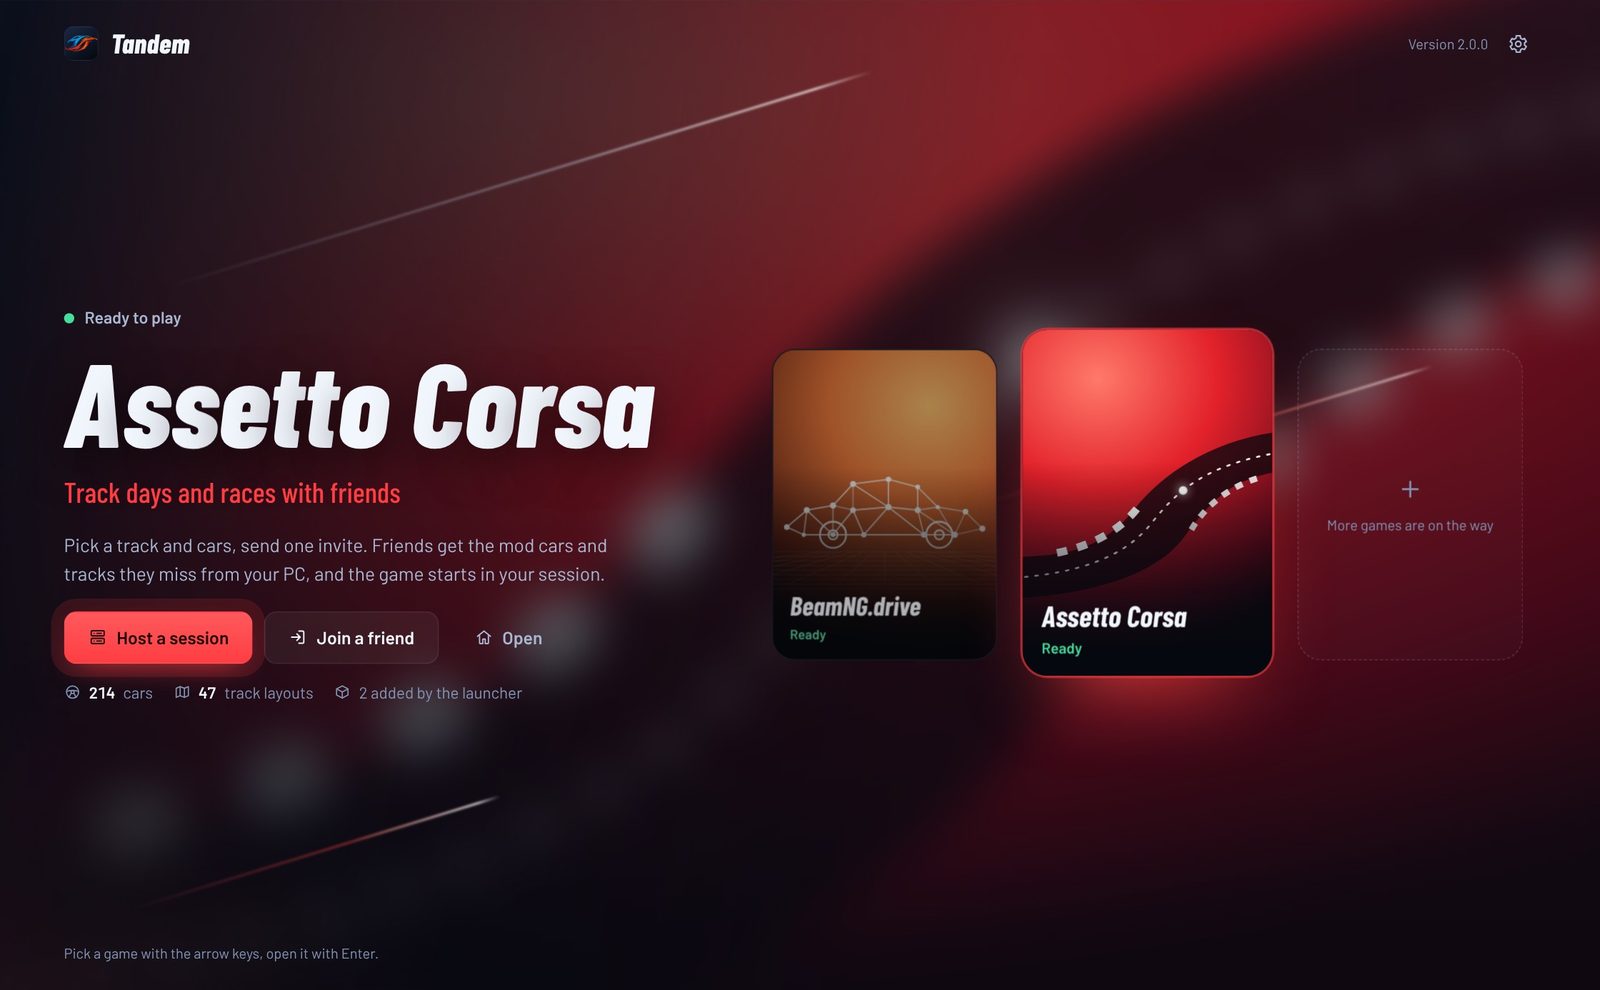 Tandem
Version 2.0.0
Ready to play
Assetto Corsa
Track days and races with friends
Pick a track and cars, send one invite. Friends get the mod cars and
tracks they miss from your PC, and the game starts in your session.
Host a session
Join a friend
Open
214 cars
47 track layouts
2 added by the launcher
BeamNG.drive
Ready
Assetto Corsa
Ready
More games are on the way
Pick a game with the arrow keys, open it with Enter.